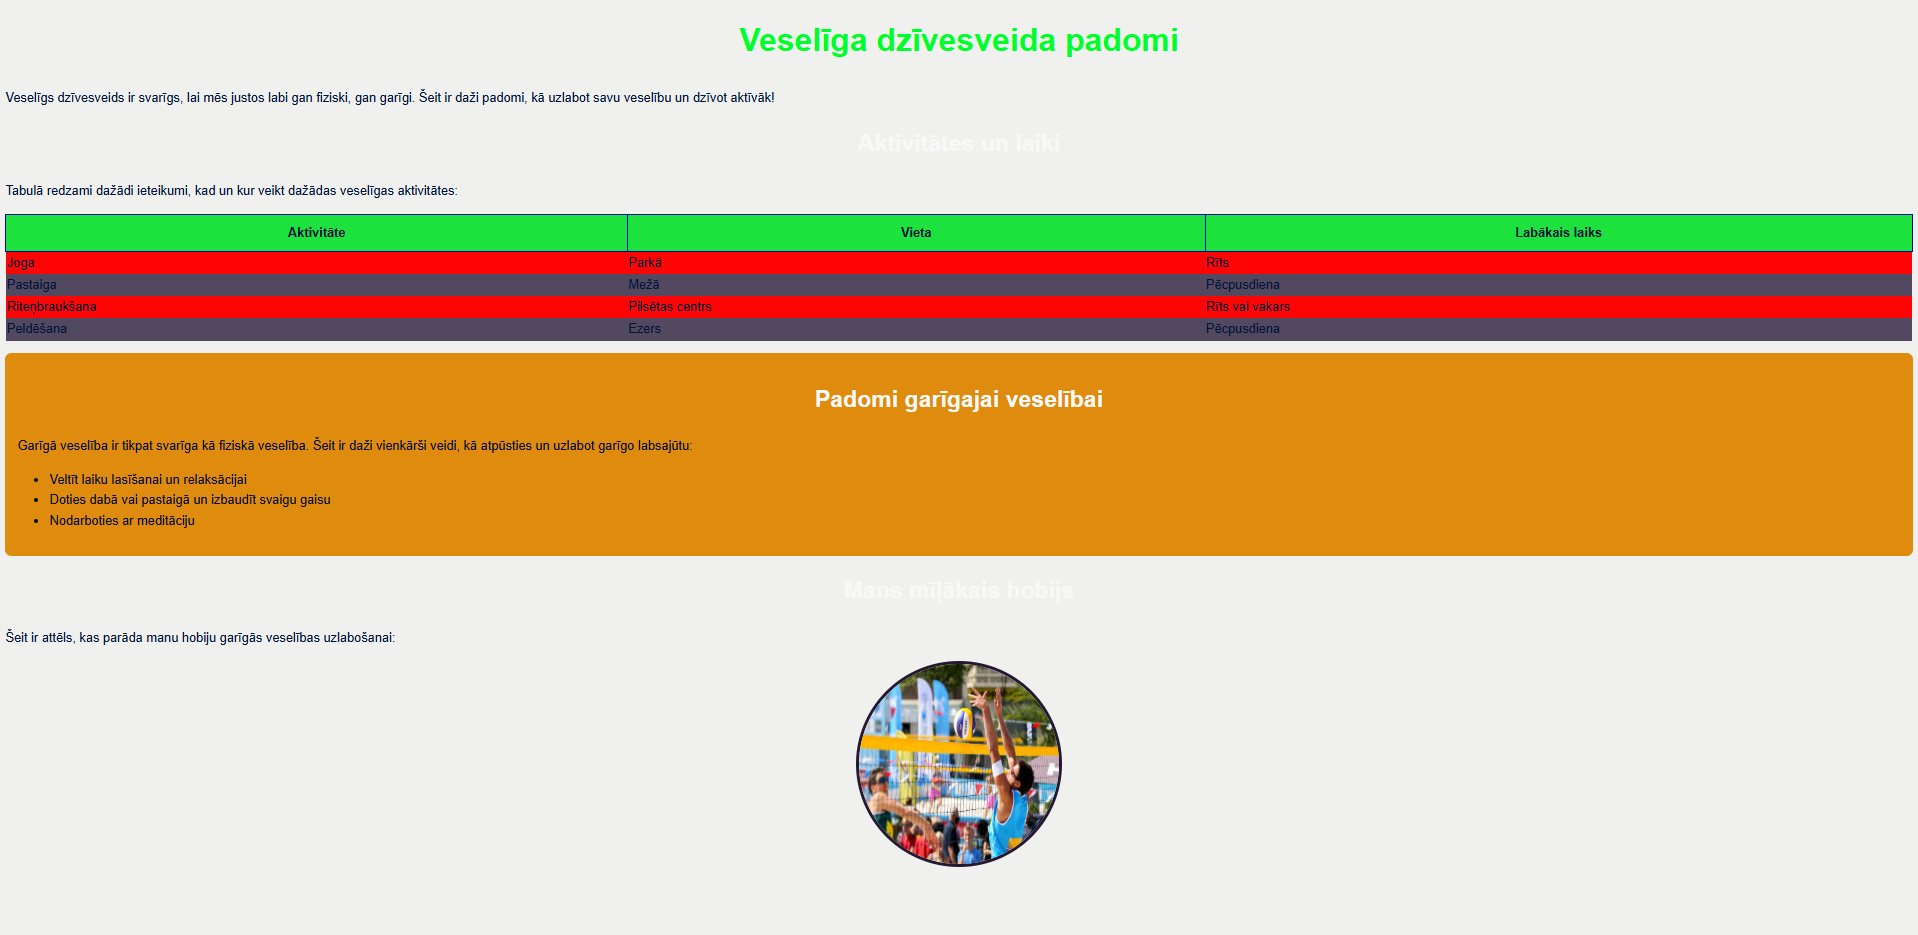 Veselīga dzīvesveida padomi
Veselīgs dzīvesveids ir svarīgs, lai mēs justos labi gan fiziski, gan garīgi. Šeit ir daži padomi, kā uzlabot savu veselību un dzīvot aktīvāk!
Aktivitātes un laiki
Tabulā redzami dažādi ieteikumi, kad un kur veikt dažādas veselīgas aktivitātes:
Aktivitāte Vieta Labākais laiks
Joga Parkā Rīts
Pastaiga Mežā Pēcpusdiena
Riteņbraukšana Pilsētas centrs Rīts vai vakars
Peldēšana Ezers Pēcpusdiena
Padomi garīgajai veselībai
Garīgā veselība ir tikpat svarīga kā fiziskā veselība. Šeit ir daži vienkārši veidi, kā atpūsties un uzlabot garīgo labsajūtu:
• Veltīt laiku lasīšanai un relaksācijai
• Doties dabā vai pastaigā un izbaudīt svaigu gaisu
• Nodarboties ar meditāciju
Mans mīļākais hobijs
Šeit ir attēls, kas parāda manu hobiju garīgās veselības uzlabošanai: